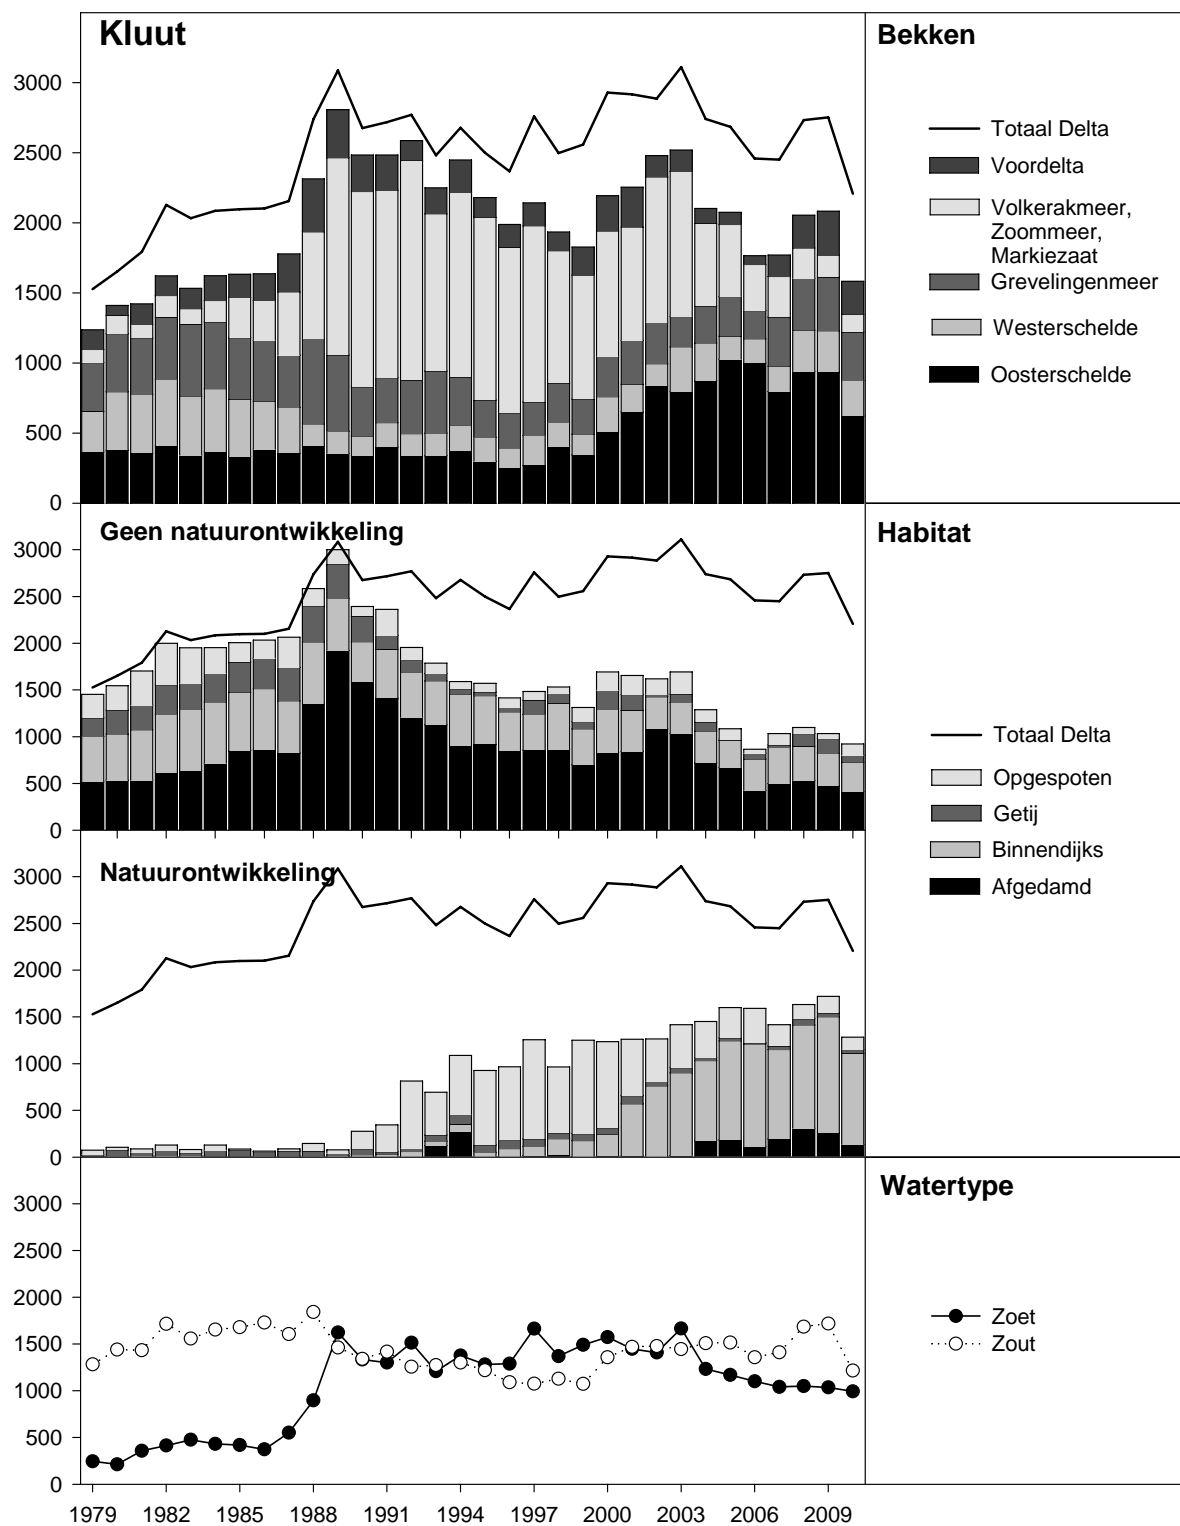 Kluut
Bekken
3000
2500
2000
1500
1000
500
0
Totaal Delta
Voordelta
Volkerakmeer,
Zoommeer,
Markiezaat
Grevelingenmeer
Westerschelde
Oosterschelde
Geen natuurontwikkeling
Habitat
3000
2500
2000
1500
1000
500
0
Totaal Delta
Opgespoten
Getij
Binnendijks
Afgedamd
Natuurontwikkeling
3000
2500
2000
1500
1000
500
0
Watertype
3000
2500
2000
1500
1000
500
0
Zoet
Zout
1979 1982 1985 1988 1991 1994 1997 2000 2003 2006 2009